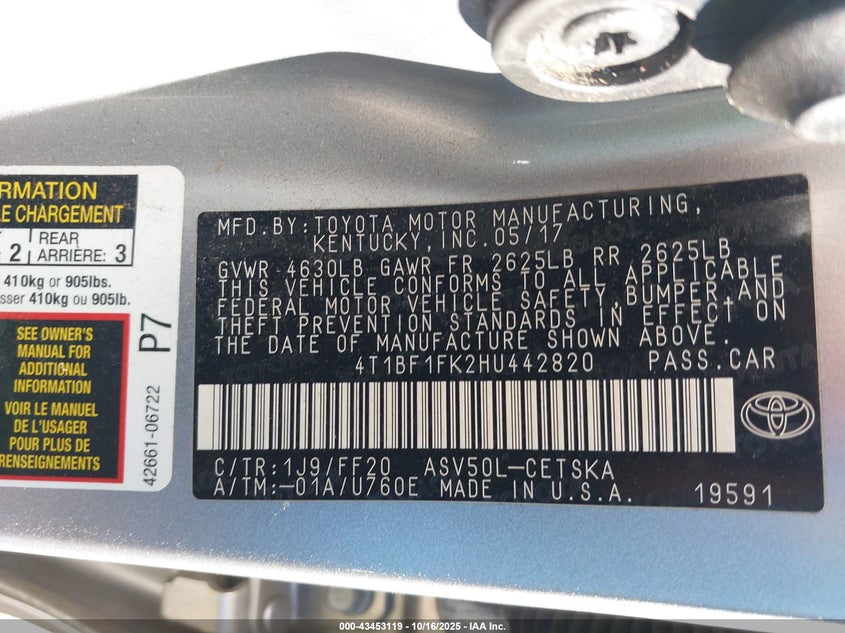 RMATION
LE CHARGEMENT
2
REAR
ARRIÈRE: 3
410kg or 905lbs.
sser 410kg ou 905lb.
SEE OWNER'S
MANUAL FOR
ADDITIONAL
INFORMATION
VOIR LE MANUEL
DE L'USAGER
POUR PLUS DE
RENSEIGNEMENTS
42661-06722
P7
MFD.BY:TOYOTA MOTOR MANUFACTURING,
KENTUCKY,INC.05/17
GVWR 4630LB GAWR FR 2625LB RR 2625LB
THIS VEHICLE CONFORMS TO ALL APPLICABLE
FEDERAL MOTOR VEHICLE SAFETY,BUMPER,AND
THEFT PREVENTION STANDARDS IN EFFECT ON
THE DATE OF MANUFACTURE SHOWN ABOVE.
4T1BF1FK2HU442820 PASS.CAR
C/TR:1J9/FF20 ASV50L-CETSKA
A/TM:-01A/U760E MADE IN U.S.A. 19591
000-43453119 - 10/16/2025 - IAA Inc.